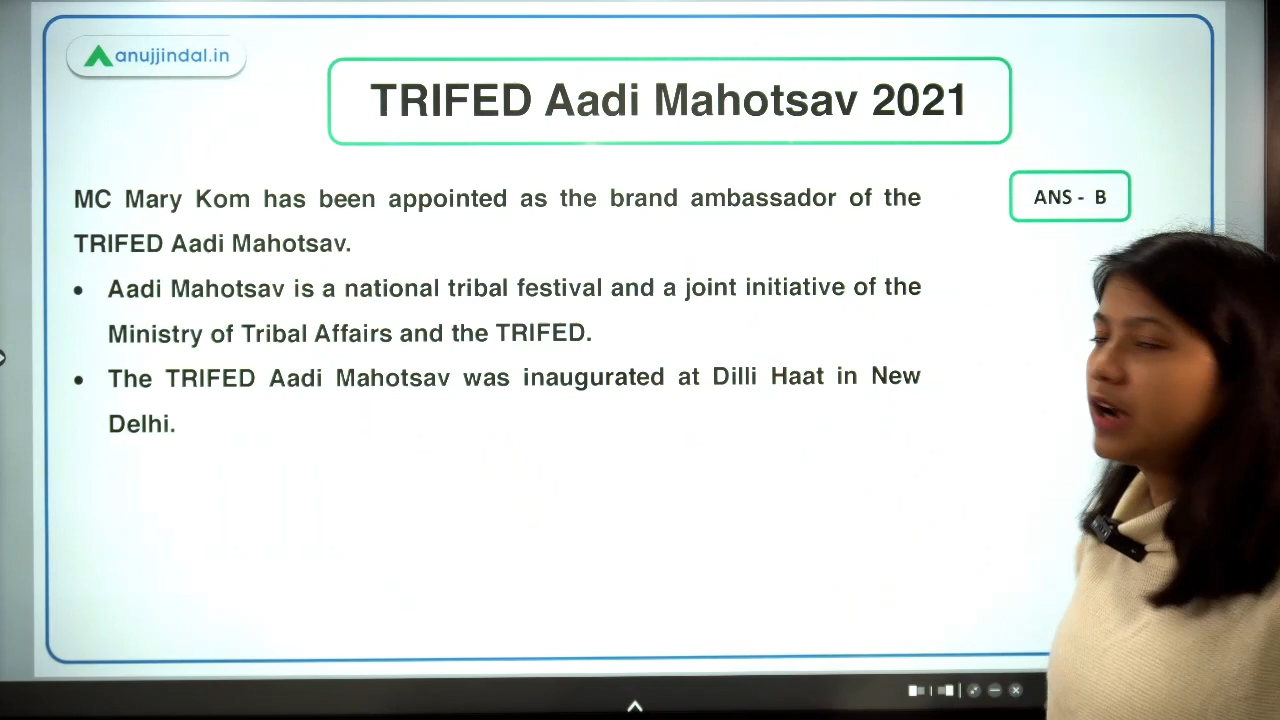 anujjindal.in
TRIFED Aadi Mahotsav 2021
MC Mary Kom has been appointed as the brand ambassador of the
TRIFED Aadi Mahotsav.
ANS - B
• Aadi Mahotsav is a national tribal festival and a joint initiative of the
Ministry of Tribal Affairs and the TRIFED.
• The TRIFED Aadi Mahotsav was inaugurated at Dilli Haat in New
Delhi.